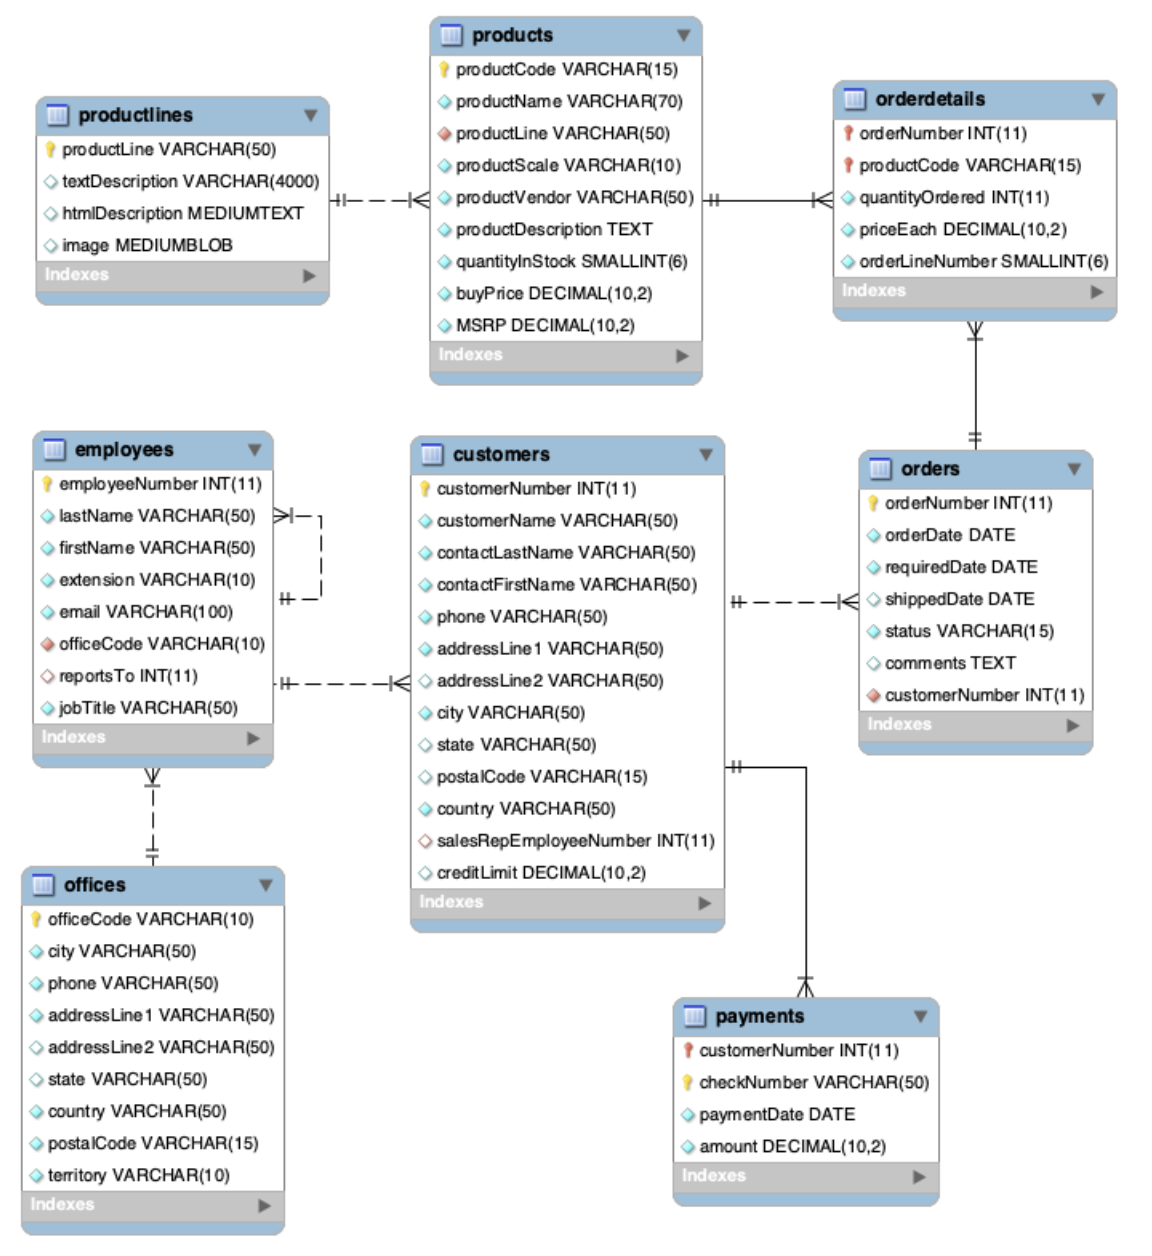 productlines
productLine VARCHAR(50)
textDescription VARCHAR(4000)
htmlDescription MEDIUMTEXT
image MEDIUMBLOB
Indexes
products
productCode VARCHAR(15)
productName VARCHAR(70)
productLine VARCHAR(50)
productScale VARCHAR(10)
productVendor VARCHAR(50)
productDescription TEXT
quantityInStock SMALLINT(6)
buyPrice DECIMAL(10,2)
MSRP DECIMAL(10,2)
Indexes
orderdetails
orderNumber INT(11)
productCode VARCHAR(15)
quantityOrdered INT(11)
priceEach DECIMAL(10,2)
orderLineNumber SMALLINT(6)
Indexes
employees
employeeNumber INT(11)
lastName VARCHAR(50)
firstName VARCHAR(50)
extension VARCHAR(10)
email VARCHAR(100)
officeCode VARCHAR(10)
reportsTo INT(11)
jobTitle VARCHAR(50)
Indexes
customers
customerNumber INT(11)
customerName VARCHAR(50)
contactLastName VARCHAR(50)
contactFirstName VARCHAR(50)
phone VARCHAR(50)
addressLine1 VARCHAR(50)
addressLine2 VARCHAR(50)
city VARCHAR(50)
state VARCHAR(50)
postalCode VARCHAR(15)
country VARCHAR(50)
salesRepEmployeeNumber INT(11)
creditLimit DECIMAL(10,2)
Indexes
orders
orderNumber INT(11)
orderDate DATE
requiredDate DATE
shippedDate DATE
status VARCHAR(15)
comments TEXT
customerNumber INT(11)
Indexes
offices
officeCode VARCHAR(10)
city VARCHAR(50)
phone VARCHAR(50)
addressLine1 VARCHAR(50)
addressLine2 VARCHAR(50)
state VARCHAR(50)
country VARCHAR(50)
postalCode VARCHAR(15)
territory VARCHAR(10)
Indexes
payments
customerNumber INT(11)
checkNumber VARCHAR(50)
paymentDate DATE
amount DECIMAL(10,2)
Indexes